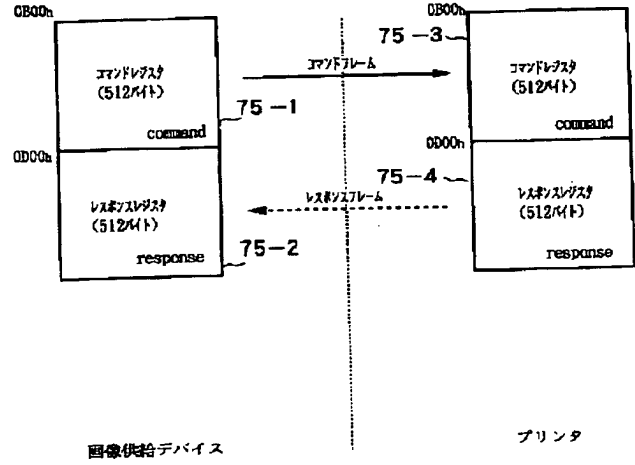 0B00h
コマンドレジスタ
(512バイト)
command
75-1
0D00h
レスポンスレジスタ
(512バイト)
response
75-2
コマンドフレーム
レスポンスフレーム
0B00h
75-3
コマンドレジスタ
(512バイト)
command
0D00h
75-4
レスポンスレジスタ
(512バイト)
response
画像供給デバイス
プリンタ